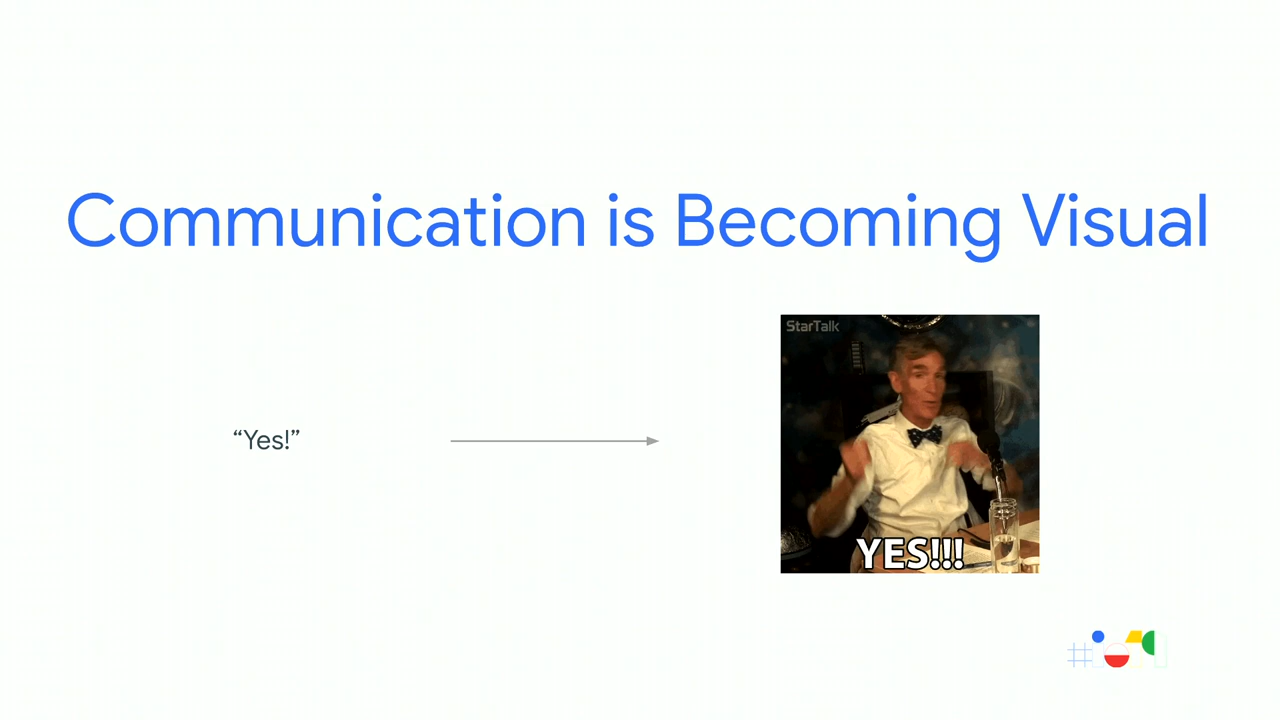 Communication is Becoming Visual
StarTalk
“Yes!”
YES!!!